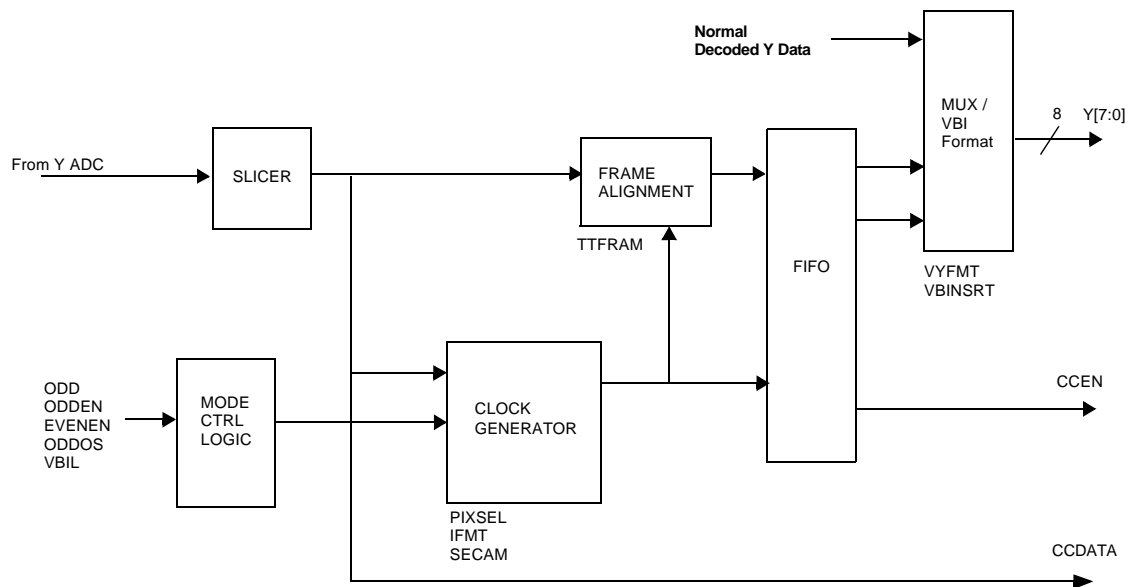 Normal
Decoded Y Data
MUX /
VBI
Format
8
Y[7:0]
From Y ADC
SLICER
FRAME
ALIGNMENT
TTFRAM
FIFO
VYFMT
VBINSRT
ODD
ODDEN
EVENEN
ODDOS
VBIL
MODE
CTRL
LOGIC
CLOCK
GENERATOR
PIXSEL
IFMT
SECAM
CCEN
CCDATA